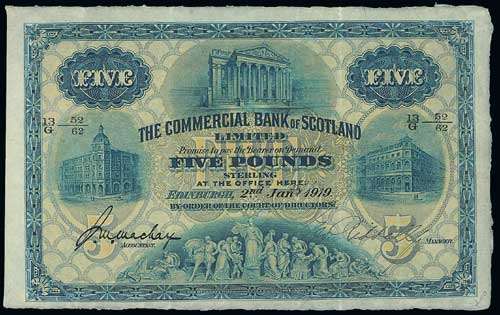 FIVE FIVE
13/G 52/62 13/G 52/62
THE COMMERCIAL BANK OF SCOTLAND
LIMITED
Promise to pay the Bearer on Demand
FIVE POUNDS
STERLING
AT THE OFFICE HERE.
EDINBURGH, 2nd Jany 1919.
BY ORDER OF THE COURT OF DIRECTORS.
ACCOUNTANT. MANAGER.
5 5